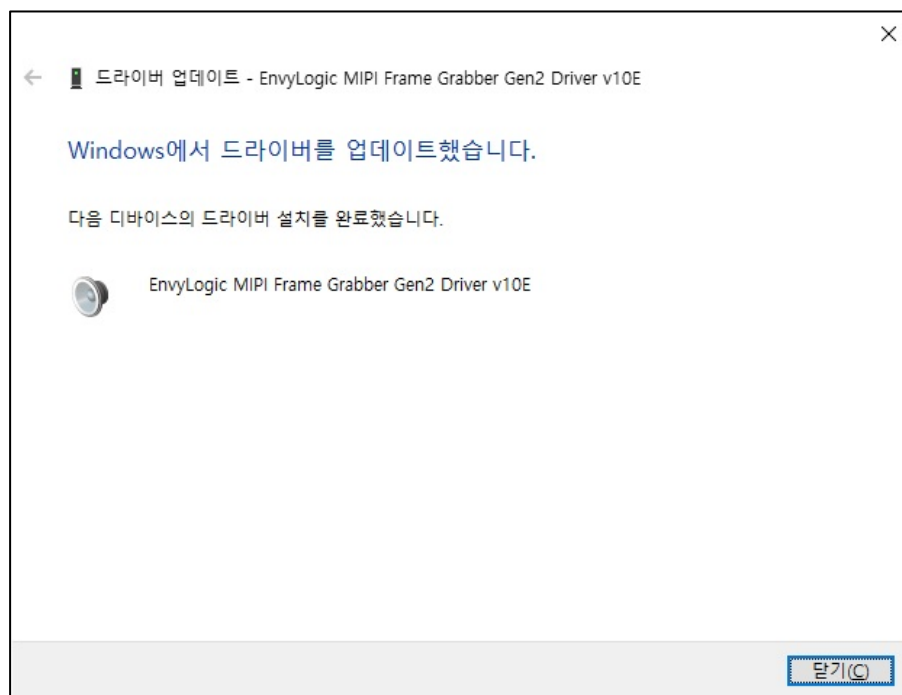 드라이버 업데이트 - EnvyLogic MIPI Frame Grabber Gen2 Driver v10E
Windows에서 드라이버를 업데이트했습니다.
다음 디바이스의 드라이버 설치를 완료했습니다.
EnvyLogic MIPI Frame Grabber Gen2 Driver v10E
닫기(C)